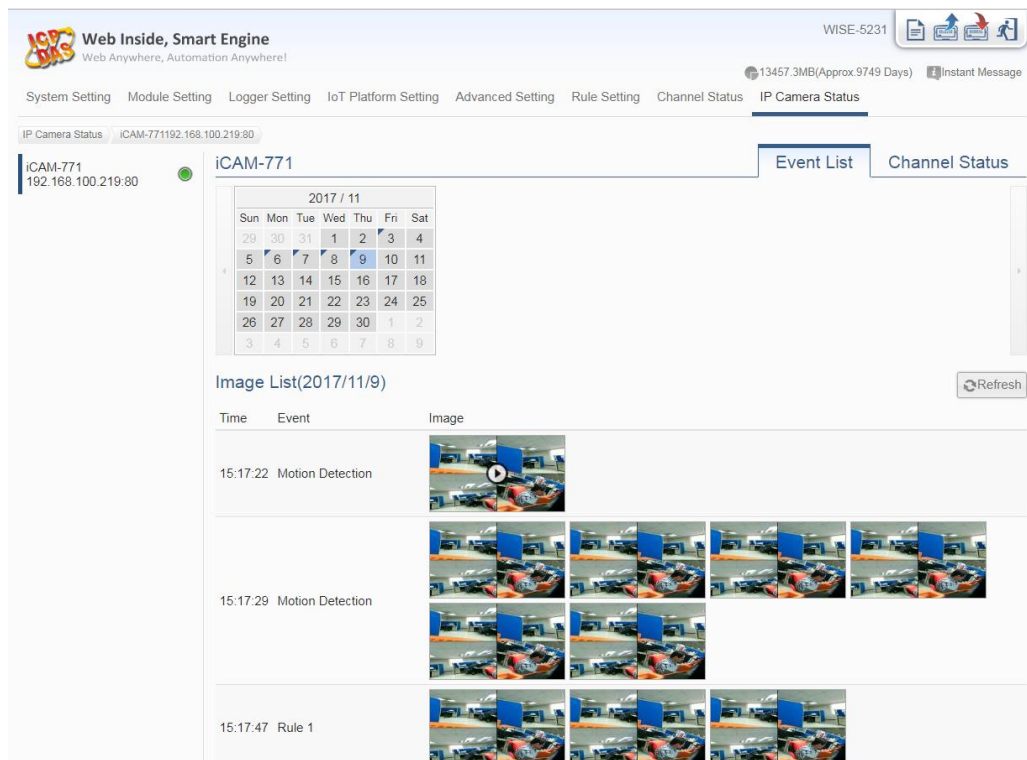 ICP DAS
Web Inside, Smart Engine
Web Anywhere, Automation Anywhere!
WISE-5231
13457.3MB(Approx.9749 Days) Instant Message
System Setting Module Setting Logger Setting IoT Platform Setting Advanced Setting Rule Setting Channel Status IP Camera Status
IP Camera Status iCAM-771192.168.100.219:80
iCAM-771
192.168.100.219:80
iCAM-771
Event List Channel Status
2017 / 11
Sun Mon Tue Wed Thu Fri Sat
29 30 31 1 2 3 4
5 6 7 8 9 10 11
12 13 14 15 16 17 18
19 20 21 22 23 24 25
26 27 28 29 30 1 2
3 4 5 6 7 8 9
Image List(2017/11/9)
Refresh
Time Event Image
15:17:22 Motion Detection
15:17:29 Motion Detection
15:17:47 Rule 1